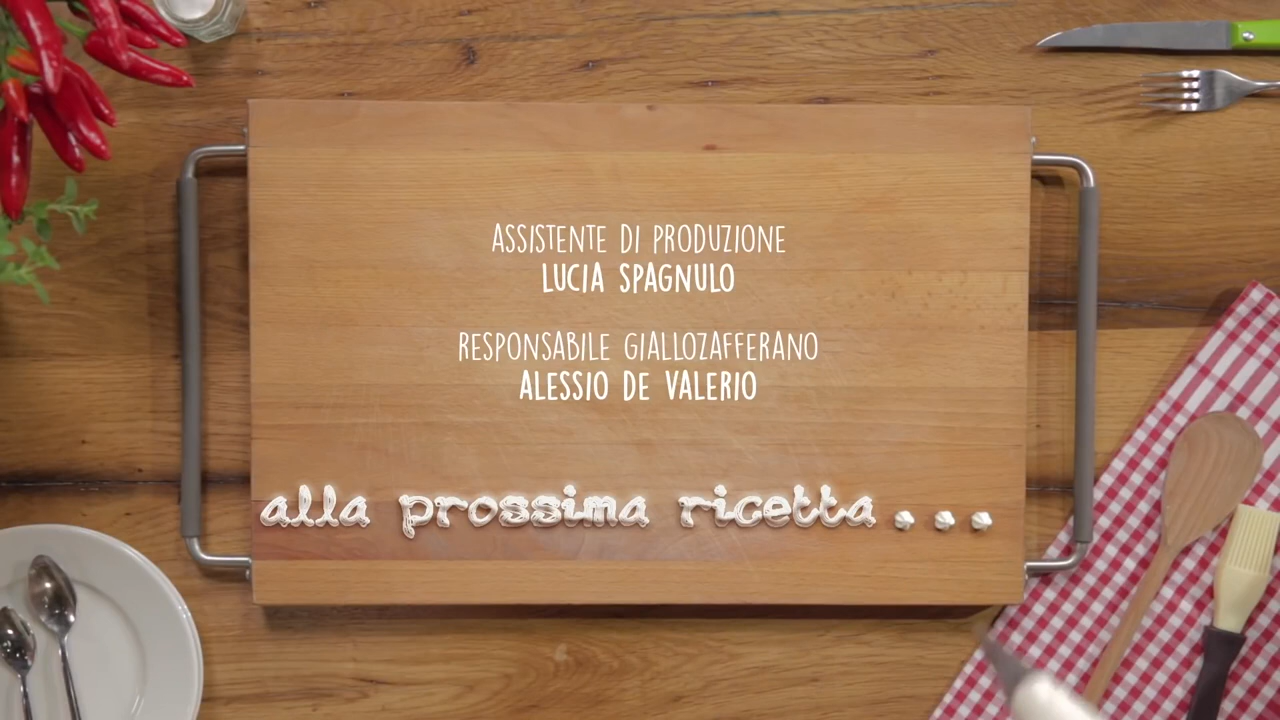 ASSISTENTE DI PRODUZIONE
LUCIA SPAGNULO
RESPONSABILE GIALLOZAFFERANO
ALESSIO DE VALERIO
alla prossima ricetta...